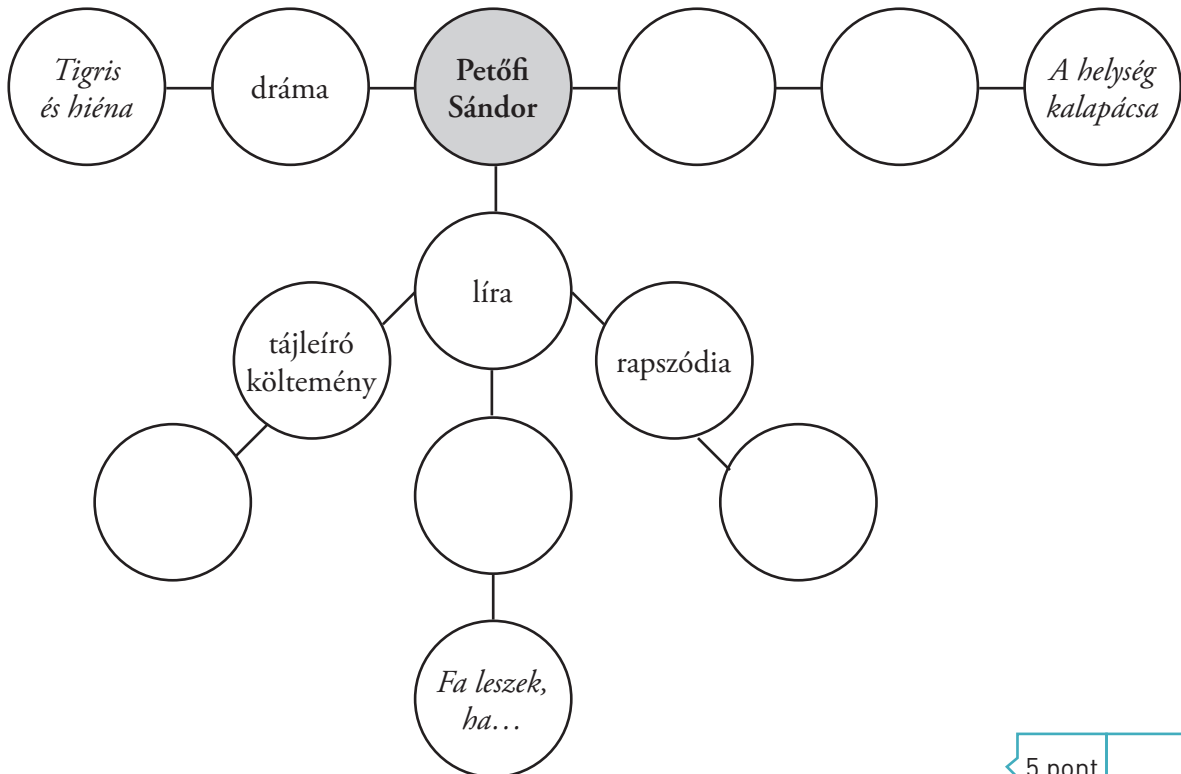 Tigris
és hiéna
dráma
Petőfi
Sándor
A helység
kalapácsa
líra
tájleíró
költemény
rapszódia
Fa leszek,
ha…
5 pont